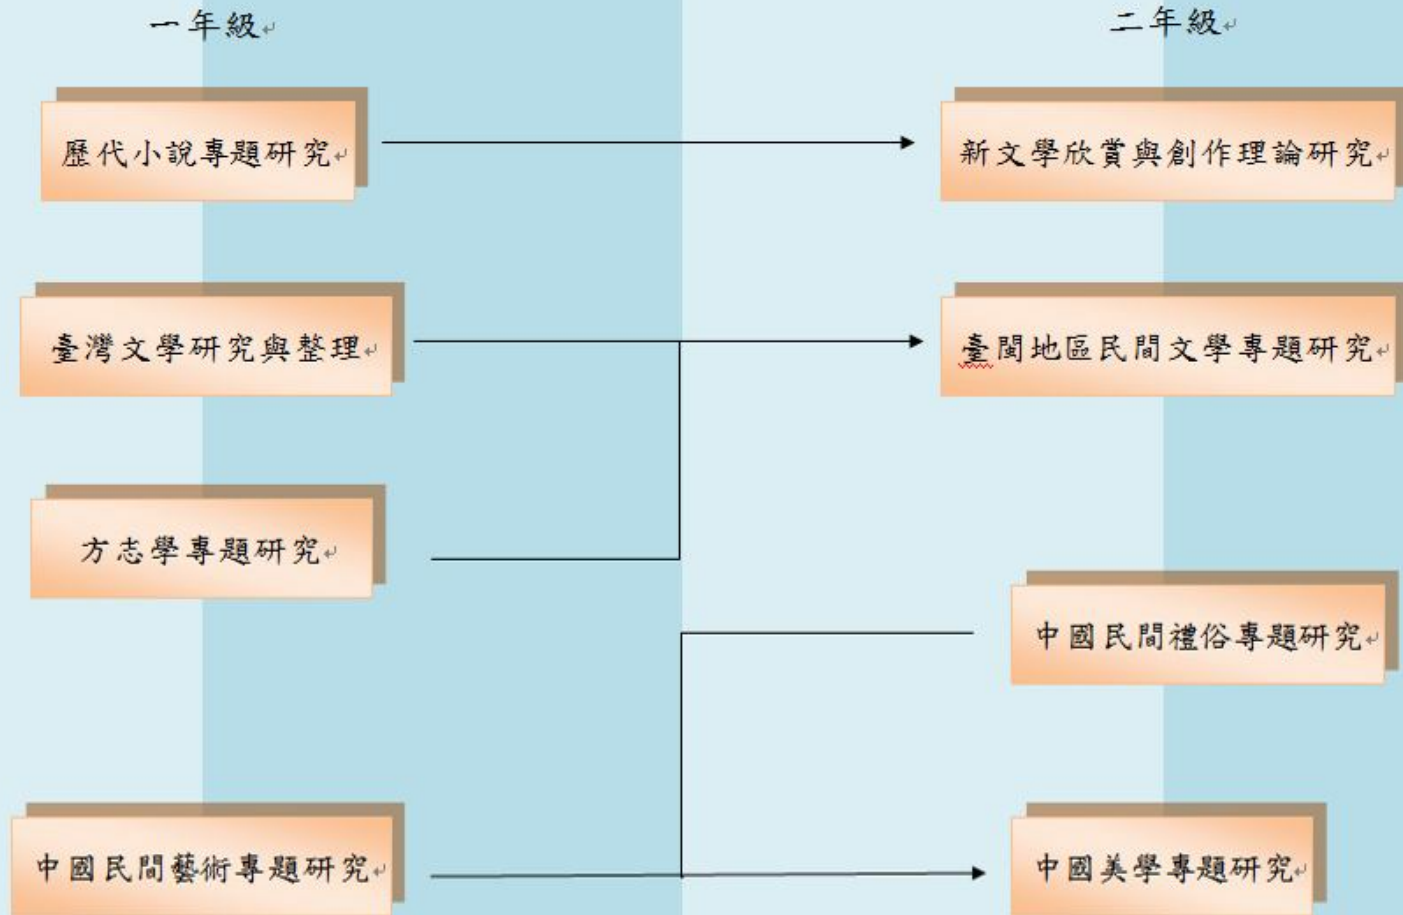 一年級
二年級
歷代小說專題研究
新文學欣賞與創作理論研究
臺灣文學研究與整理
臺閩地區民間文學專題研究
方志學專題研究
中國民間禮俗專題研究
中國民間藝術專題研究
中國美學專題研究